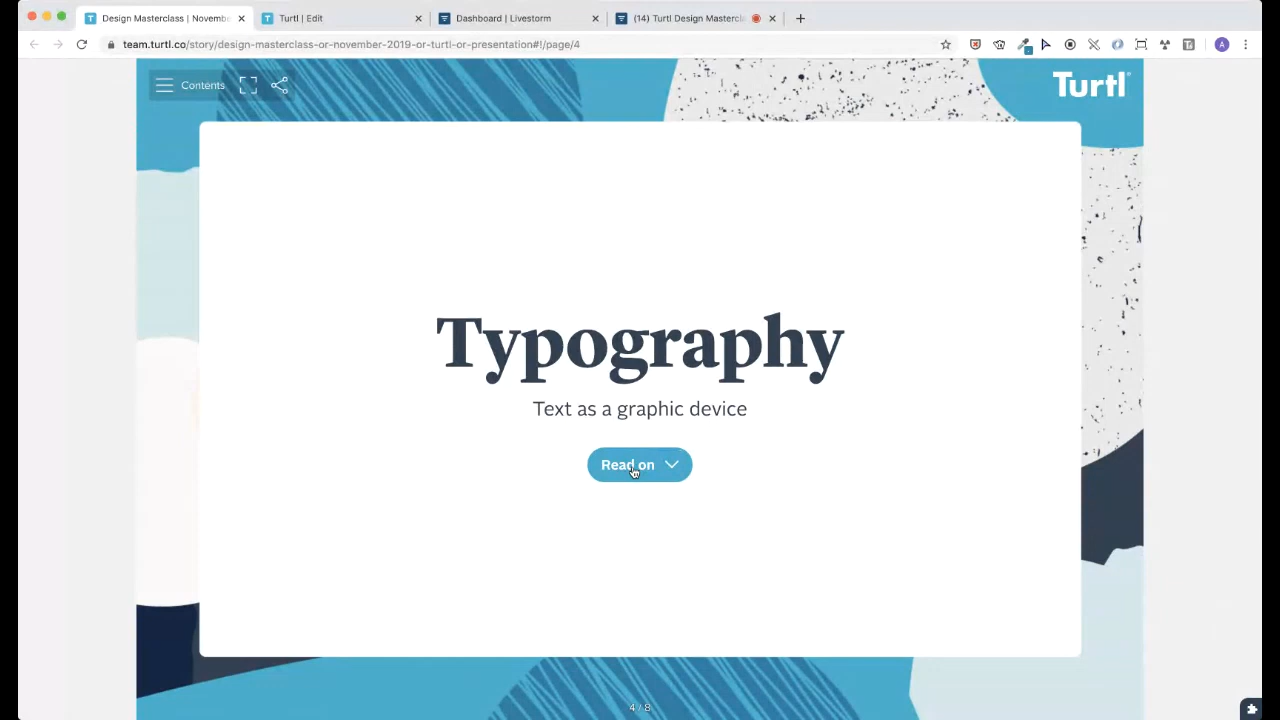 Design Masterclass | Novemb
Turtl | Edit
Dashboard | Livestorm
(14) Turtl Design Mastercl
team.turtl.co/story/design-masterclass-or-november-2019-or-turtl-or-presentation#!/page/4
A
Contents
Turtl
Typography
Text as a graphic device
Read on
4 / 8